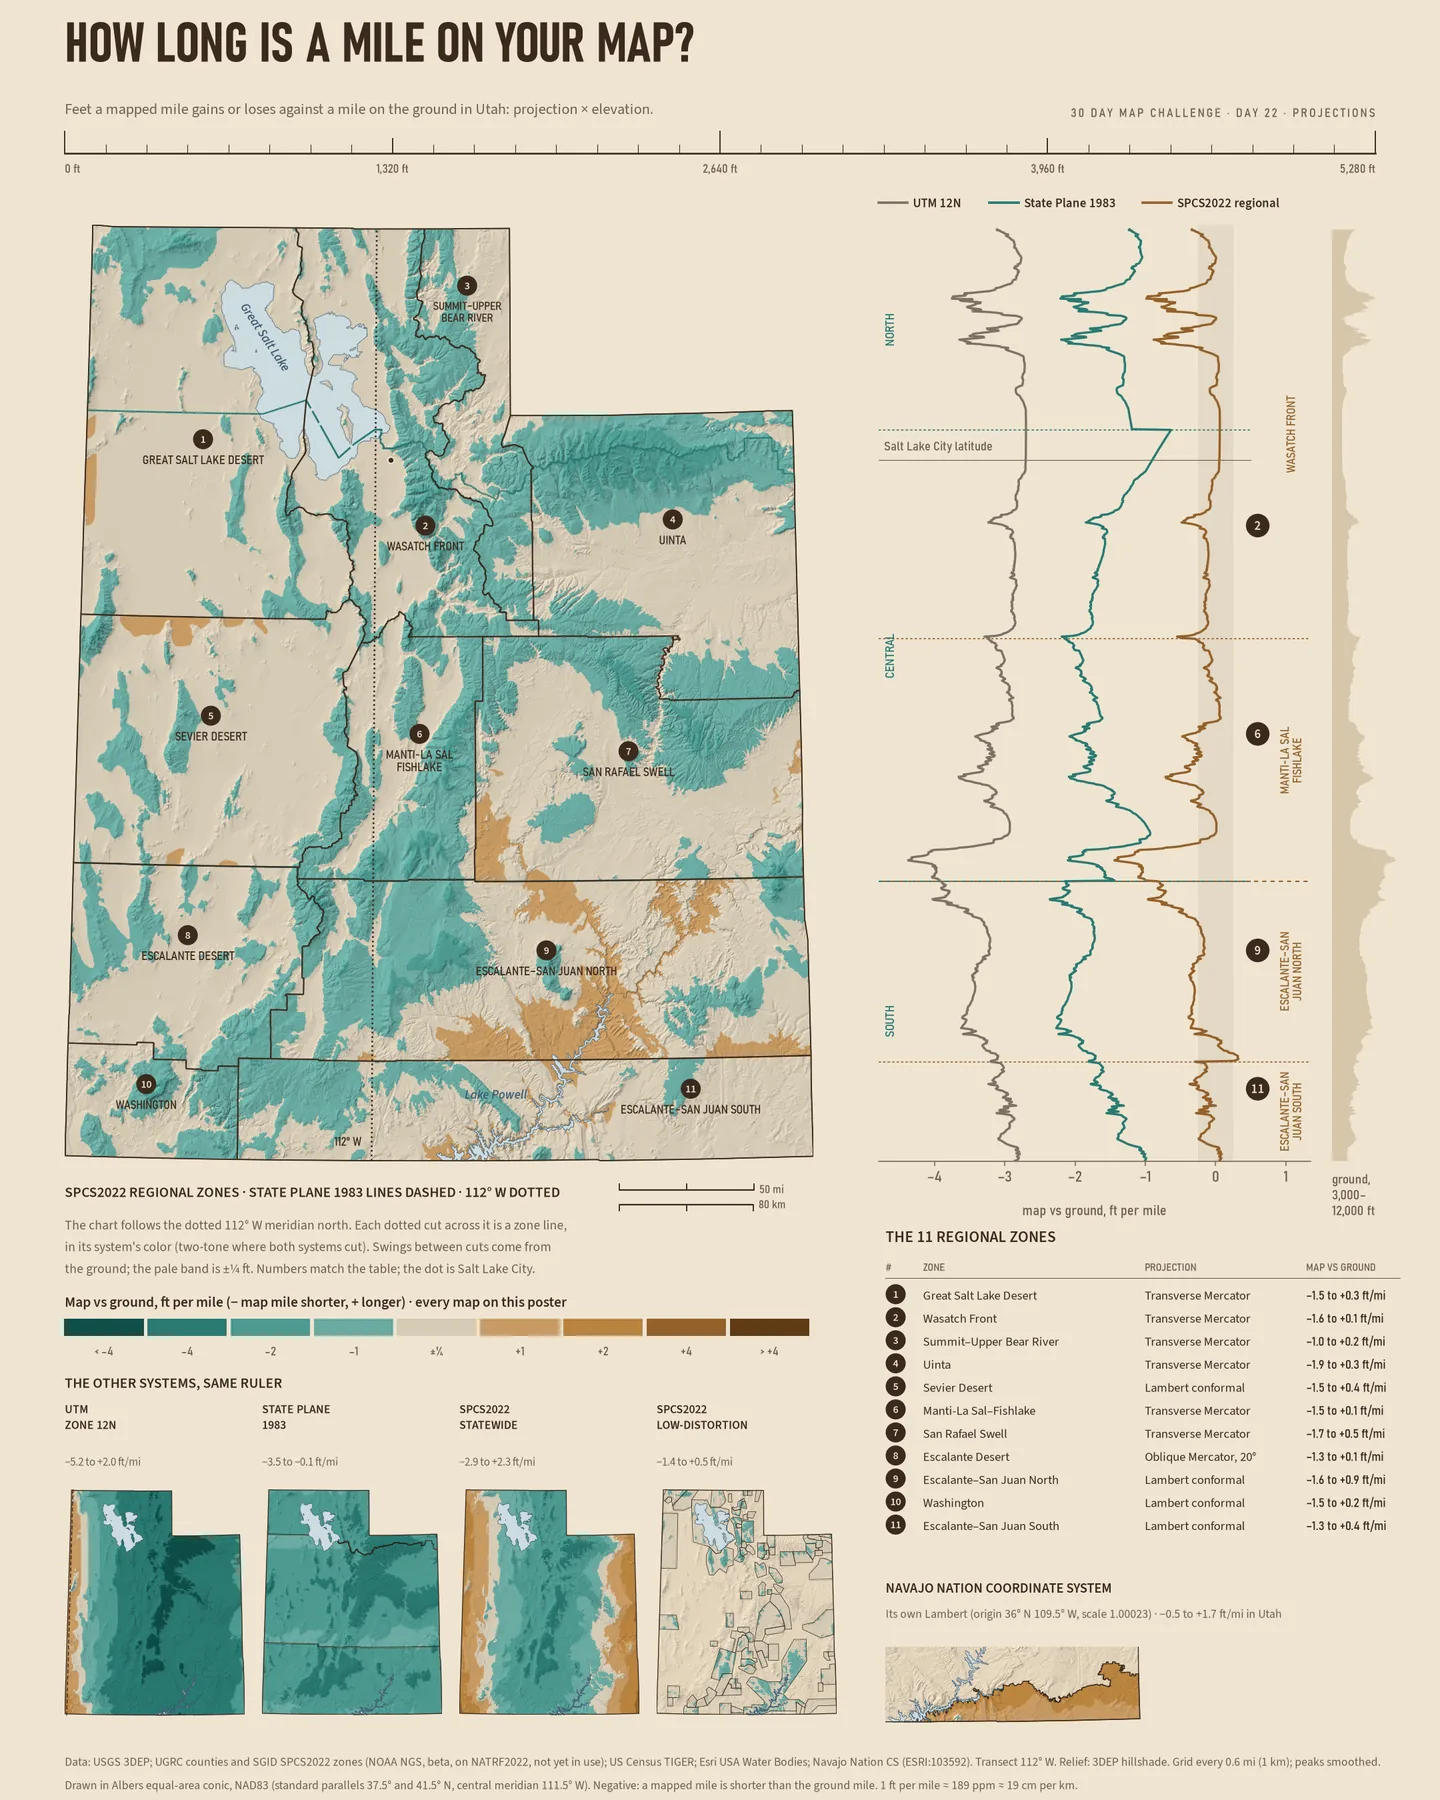 HOW LONG IS A MILE ON YOUR MAP?
Feet a mapped mile gains or loses against a mile on the ground in Utah: projection × elevation.
30 DAY MAP CHALLENGE · DAY 22 · PROJECTIONS
0 ft
1,320 ft
2,640 ft
3,960 ft
5,280 ft
UTM 12N
State Plane 1983
SPCS2022 regional
3
SUMMIT–UPPER
BEAR RIVER
Great Salt Lake
1
GREAT SALT LAKE DESERT
2
WASATCH FRONT
4
UINTA
5
SEVIER DESERT
6
MANTI-LA SAL
FISHLAKE
7
SAN RAFAEL SWELL
8
ESCALANTE DESERT
9
ESCALANTE–SAN JUAN NORTH
10
WASHINGTON
Lake Powell
11
ESCALANTE–SAN JUAN SOUTH
112° W
NORTH
Salt Lake City latitude
WASATCH FRONT
2
CENTRAL
6
MANTI-LA SAL
FISHLAKE
SOUTH
9
ESCALANTE–SAN
JUAN NORTH
11
ESCALANTE–SAN
JUAN SOUTH
−4
−3
−2
−1
0
1
map vs ground, ft per mile
ground,
3,000–
12,000 ft
SPCS2022 REGIONAL ZONES · STATE PLANE 1983 LINES DASHED · 112° W DOTTED
50 mi
80 km
The chart follows the dotted 112° W meridian north. Each dotted cut across it is a zone line,
in its system's color (two-tone where both systems cut). Swings between cuts come from
the ground; the pale band is ±¼ ft. Numbers match the table; the dot is Salt Lake City.
Map vs ground, ft per mile (− map mile shorter, + longer) · every map on this poster
< −4
−4
−2
−1
±¼
+1
+2
+4
> +4
THE OTHER SYSTEMS, SAME RULER
UTM
ZONE 12N
−5.2 to +2.0 ft/mi
STATE PLANE
1983
−3.5 to −0.1 ft/mi
SPCS2022
STATEWIDE
−2.9 to +2.3 ft/mi
SPCS2022
LOW-DISTORTION
−1.4 to +0.5 ft/mi
THE 11 REGIONAL ZONES
# ZONE PROJECTION MAP VS GROUND
1 Great Salt Lake Desert Transverse Mercator −1.5 to +0.3 ft/mi
2 Wasatch Front Transverse Mercator −1.6 to +0.1 ft/mi
3 Summit–Upper Bear River Transverse Mercator −1.0 to +0.2 ft/mi
4 Uinta Transverse Mercator −1.9 to +0.3 ft/mi
5 Sevier Desert Lambert conformal −1.5 to +0.4 ft/mi
6 Manti-La Sal–Fishlake Transverse Mercator −1.5 to +0.1 ft/mi
7 San Rafael Swell Transverse Mercator −1.7 to +0.5 ft/mi
8 Escalante Desert Oblique Mercator, 20° −1.3 to +0.1 ft/mi
9 Escalante–San Juan North Lambert conformal −1.6 to +0.9 ft/mi
10 Washington Lambert conformal −1.5 to +0.2 ft/mi
11 Escalante–San Juan South Lambert conformal −1.3 to +0.4 ft/mi
NAVAJO NATION COORDINATE SYSTEM
Its own Lambert (origin 36° N 109.5° W, scale 1.00023) · −0.5 to +1.7 ft/mi in Utah
Data: USGS 3DEP; UGRC counties and SGID SPCS2022 zones (NOAA NGS, beta, on NATRF2022, not yet in use); US Census TIGER; Esri USA Water Bodies; Navajo Nation CS (ESRI:103592). Transect 112° W. Relief: 3DEP hillshade. Grid every 0.6 mi (1 km); peaks smoothed.
Drawn in Albers equal-area conic, NAD83 (standard parallels 37.5° and 41.5° N, central meridian 111.5° W). Negative: a mapped mile is shorter than the ground mile. 1 ft per mile ≈ 189 ppm ≈ 19 cm per km.